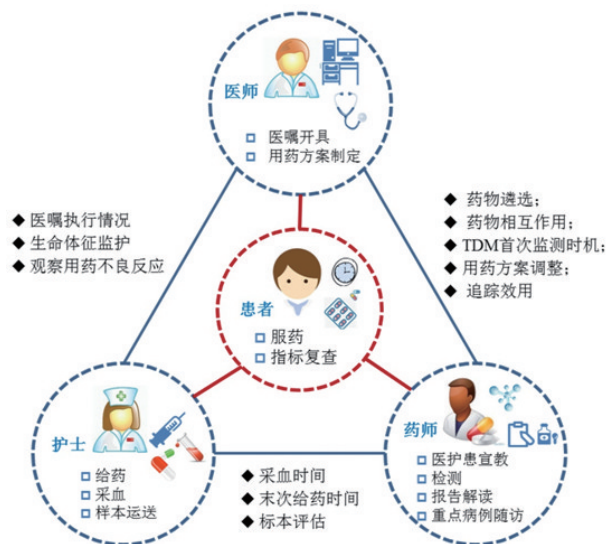 医师
医嘱开具
用药方案制定
◆ 医嘱执行情况
◆ 生命体征监护
◆ 观察用药不良反应
◆ 药物遴选;
◆ 药物相互作用;
◆ TDM首次监测时机;
◆ 用药方案调整;
◆ 追踪效用
患者
服药
指标复查
护士
给药
采血
样本运送
◆ 采血时间
◆ 末次给药时间
◆ 标本评估
药师
医护患宣教
检测
报告解读
重点病例随访